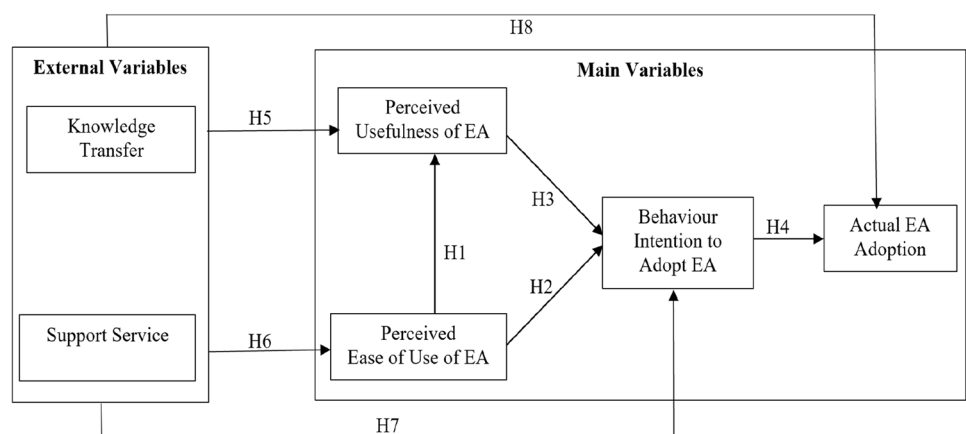 H8
External Variables
Main Variables
Knowledge
Transfer
H5
Perceived
Usefulness of EA
H3
H1
Behaviour
Intention to
Adopt EA
H4
Actual EA
Adoption
H2
Support Service
H6
Perceived
Ease of Use of EA
H7